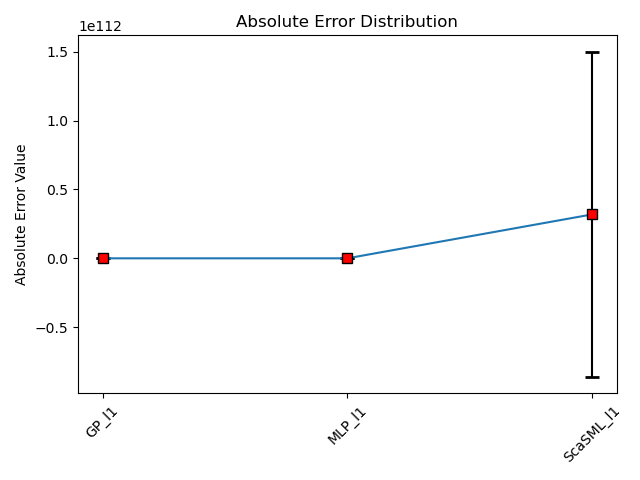 Absolute Error Distribution
1e112
1.5
1.0
0.5
0.0
−0.5
Absolute Error Value
GP_l1
MLP_l1
ScaSML_l1